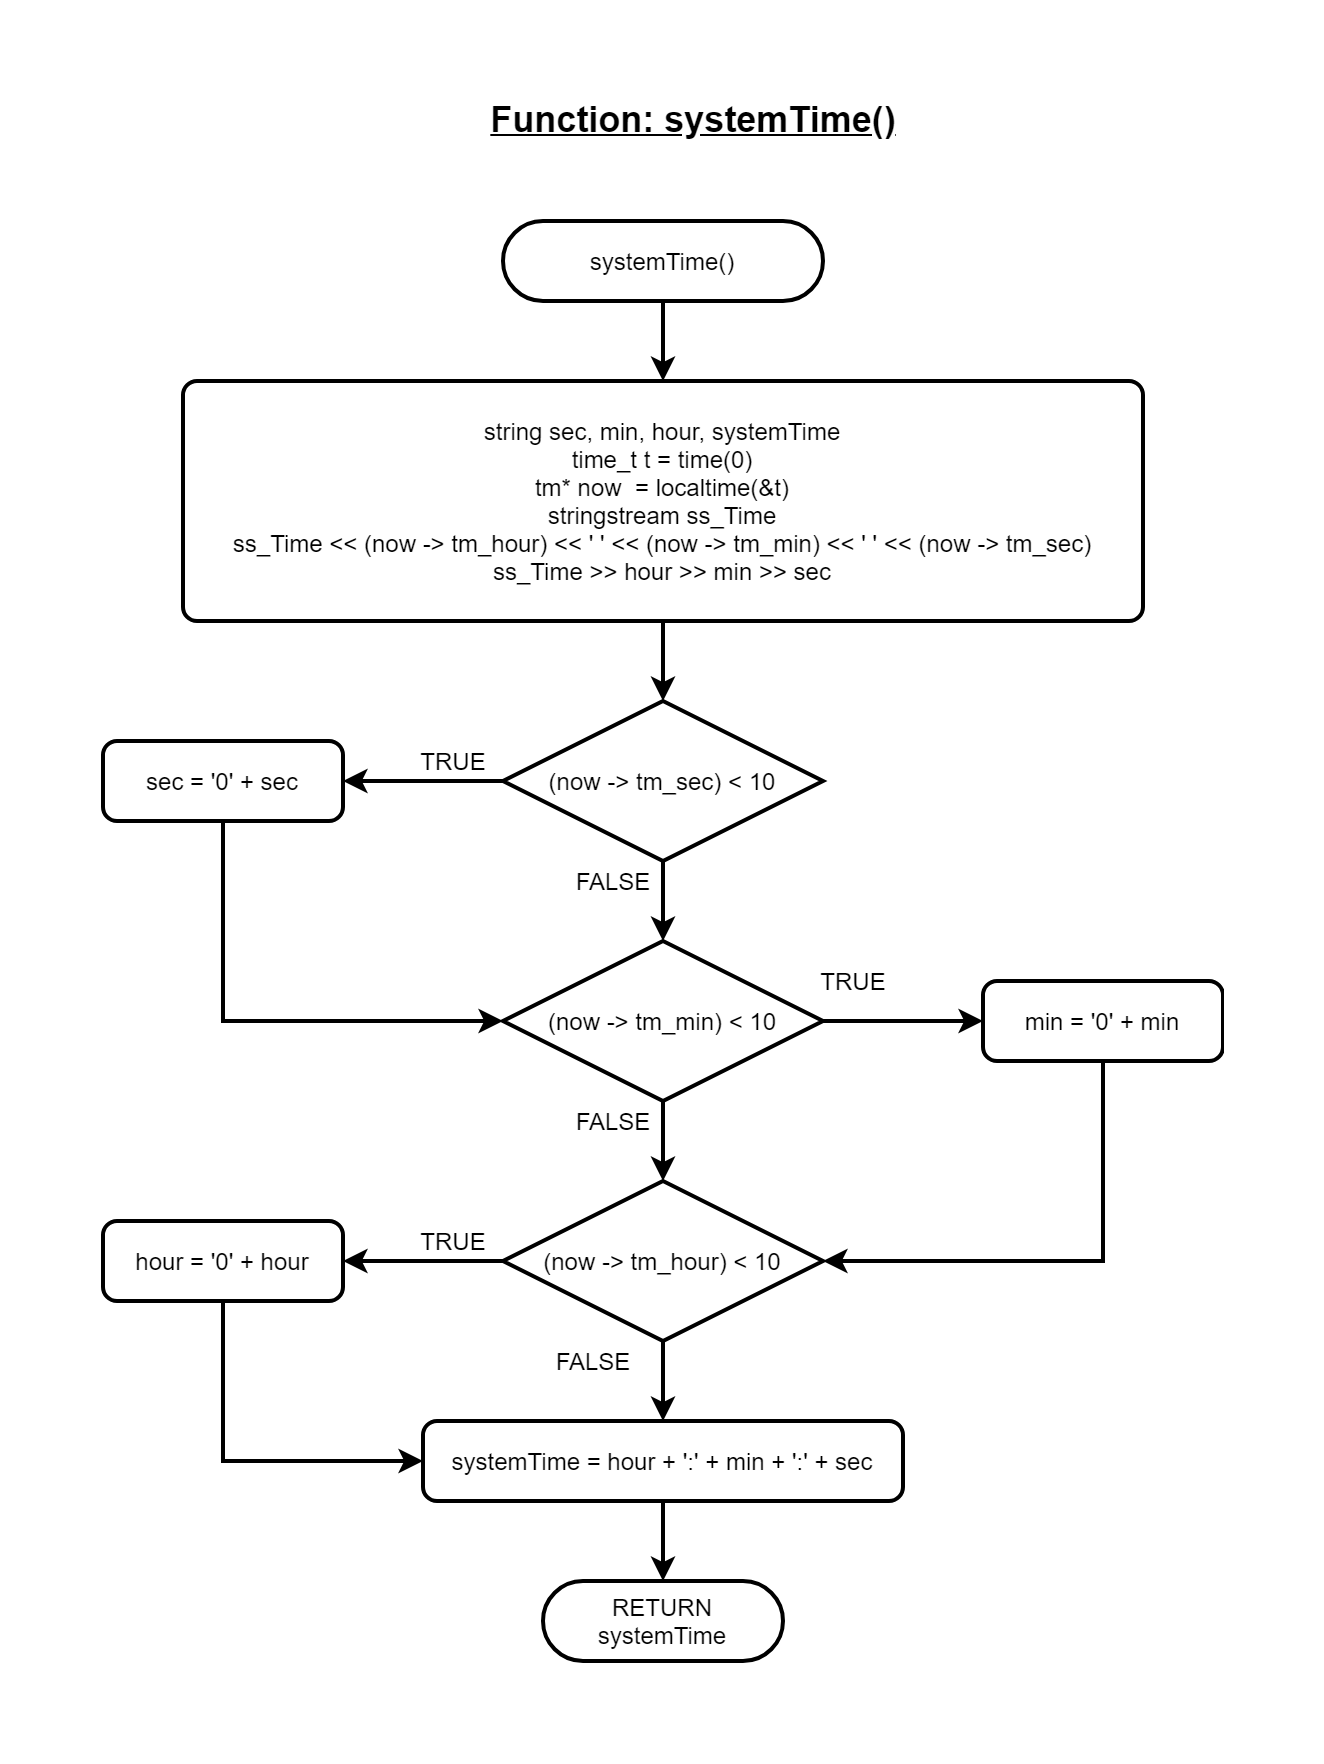 Function: systemTime()
systemTime()
string sec, min, hour, systemTime
time_t t = time(0)
tm* now  = localtime(&t)
stringstream ss_Time
ss_Time << (now -> tm_hour) << ' ' << (now -> tm_min) << ' ' << (now -> tm_sec)
ss_Time >> hour >> min >> sec
TRUE
sec = '0' + sec
(now -> tm_sec) < 10
FALSE
TRUE
(now -> tm_min) < 10
min = '0' + min
FALSE
TRUE
hour = '0' + hour
(now -> tm_hour) < 10
FALSE
systemTime = hour + ':' + min + ':' + sec
RETURN
systemTime